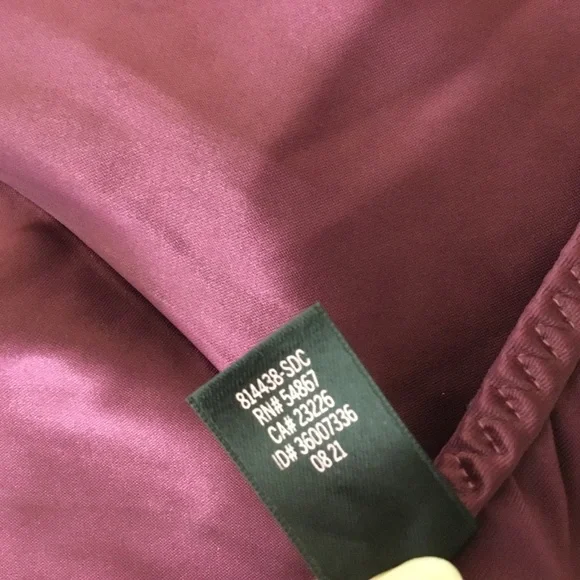 814438-SDC
RN# 54867
CA# 23226
ID# 36007336
08 21